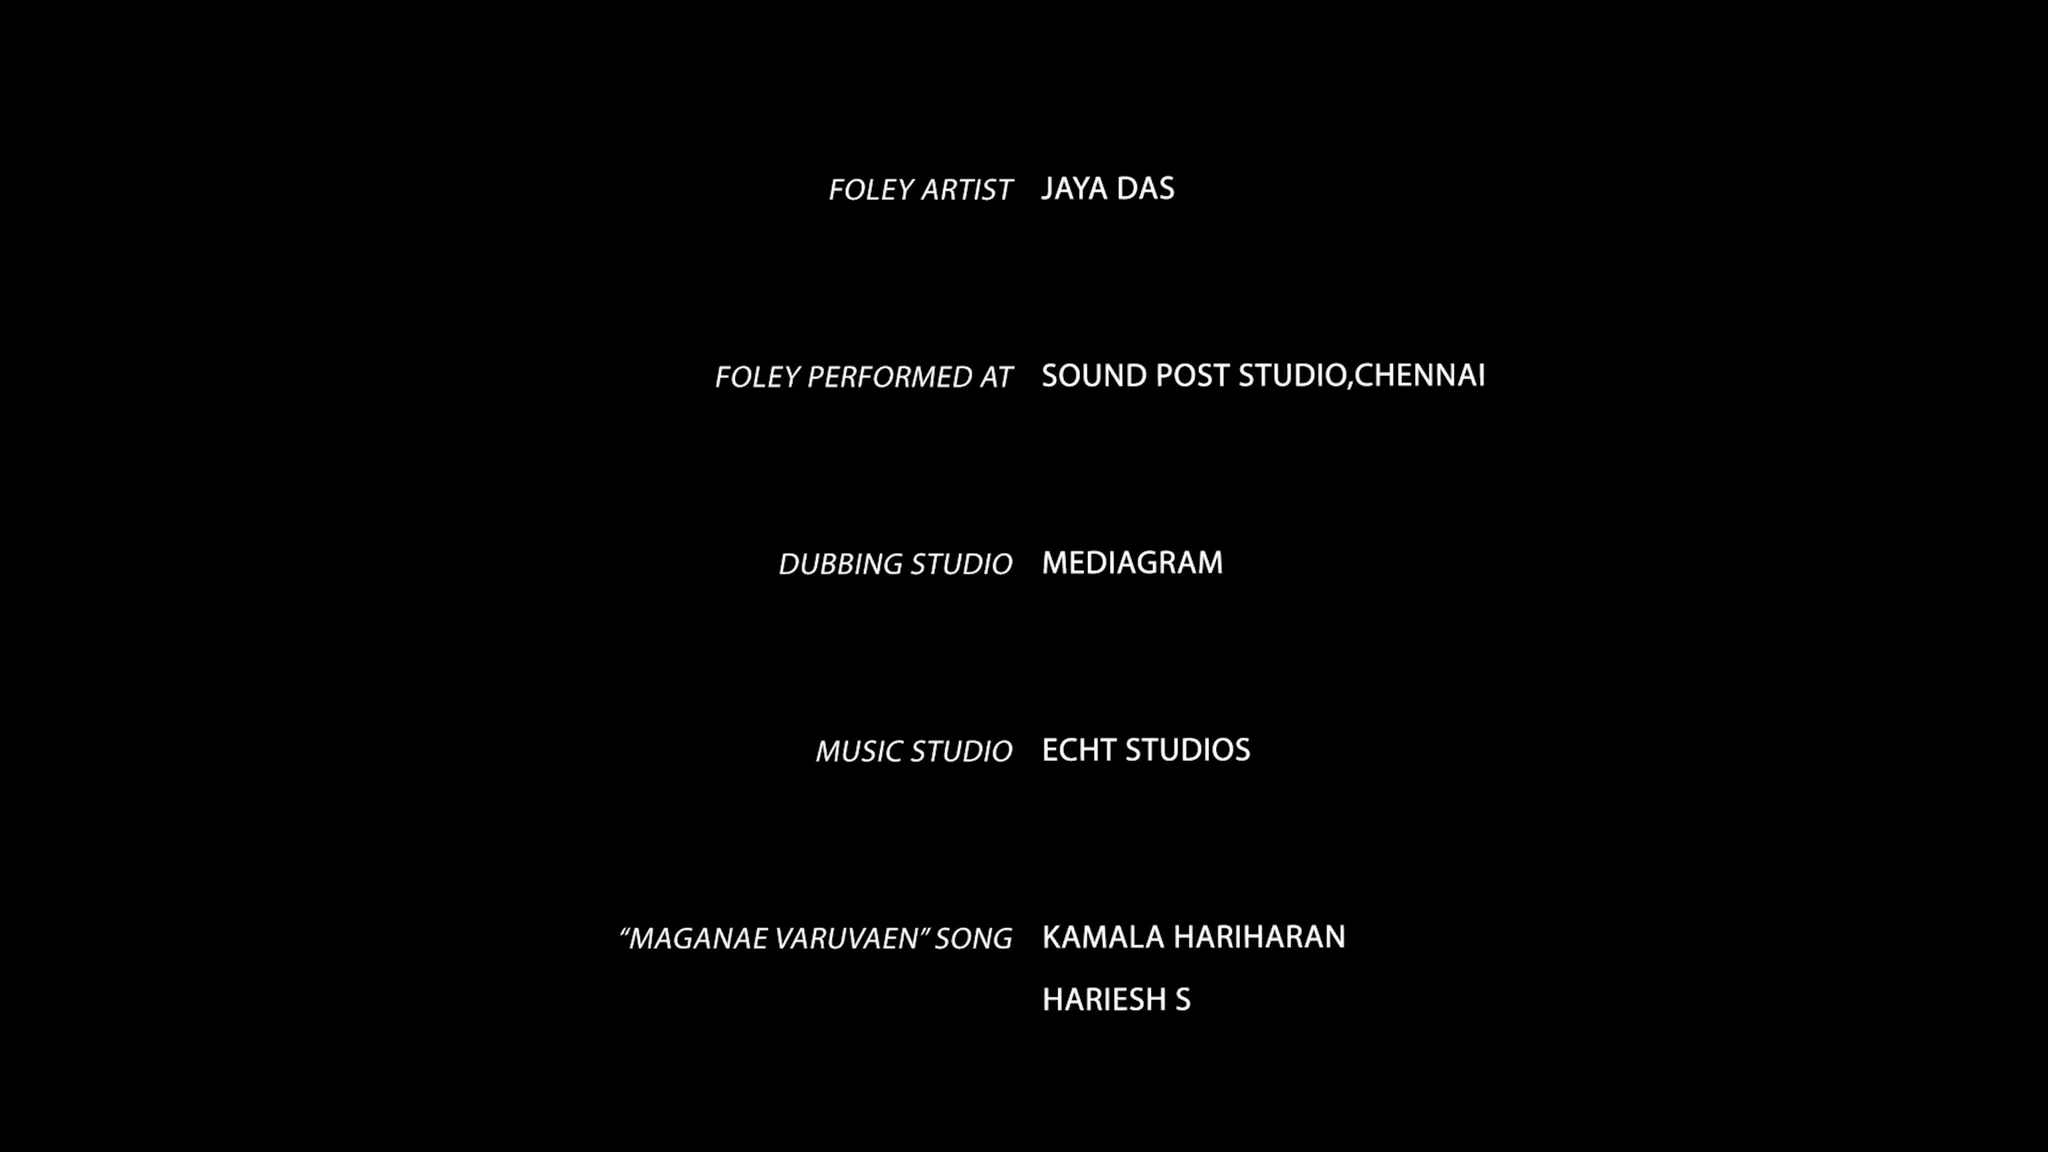 FOLEY ARTIST JAYA DAS
FOLEY PERFORMED AT SOUND POST STUDIO,CHENNAI
DUBBING STUDIO MEDIAGRAM
MUSIC STUDIO ECHT STUDIOS
“MAGANAE VARUVAEN” SONG KAMALA HARIHARAN
HARIESH S